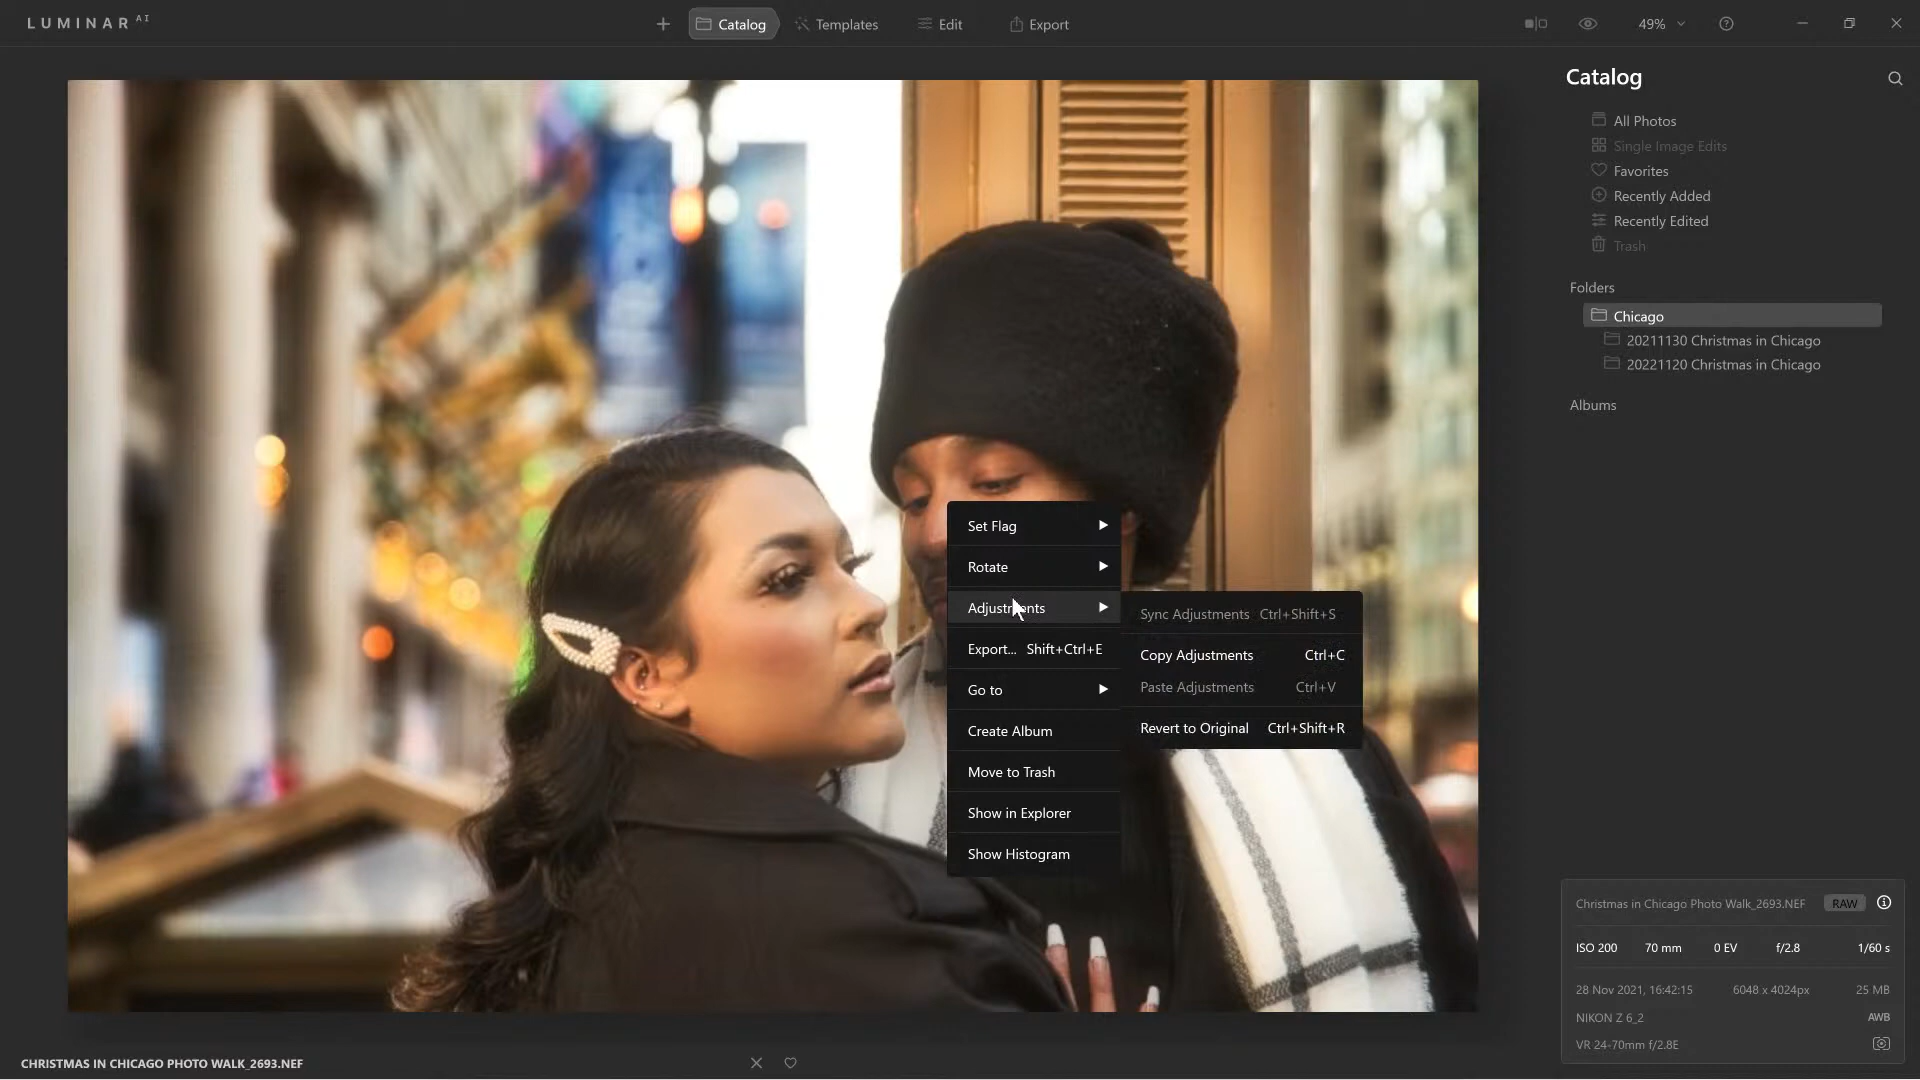 LUMINAR AI
Catalog
Templates
Edit
Export
49%
Catalog
All Photos
Single Image Edits
Favorites
Recently Added
Recently Edited
Trash
Folders
Chicago
20211130 Christmas in Chicago
20221120 Christmas in Chicago
Albums
Set Flag
Rotate
Adjustments
Export... Shift+Ctrl+E
Go to
Create Album
Move to Trash
Show in Explorer
Show Histogram
Sync Adjustments Ctrl+Shift+S
Copy Adjustments Ctrl+C
Paste Adjustments Ctrl+V
Revert to Original Ctrl+Shift+R
Christmas in Chicago Photo Walk_2693.NEF RAW
ISO 200 70 mm 0 EV f/2.8 1/60 s
28 Nov 2021, 16:42:15 6048 x 4024px 25 MB
NIKON Z 6_2 AWB
VR 24-70mm f/2.8E
CHRISTMAS IN CHICAGO PHOTO WALK_2693.NEF